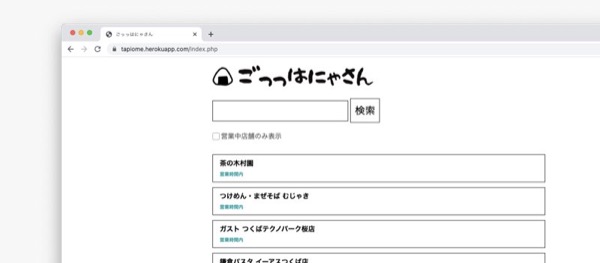 ごっっはにゃさん
tapiome.herokuapp.com/index.php
ごっっはにゃさん
検索
営業中店舗のみ表示
茶の木村園
営業時間内
つけめん・まぜそば むじゃき
営業時間内
ガスト つくばテクノパーク桜店
営業時間内
鎌倉パスタ イーアスつくば店